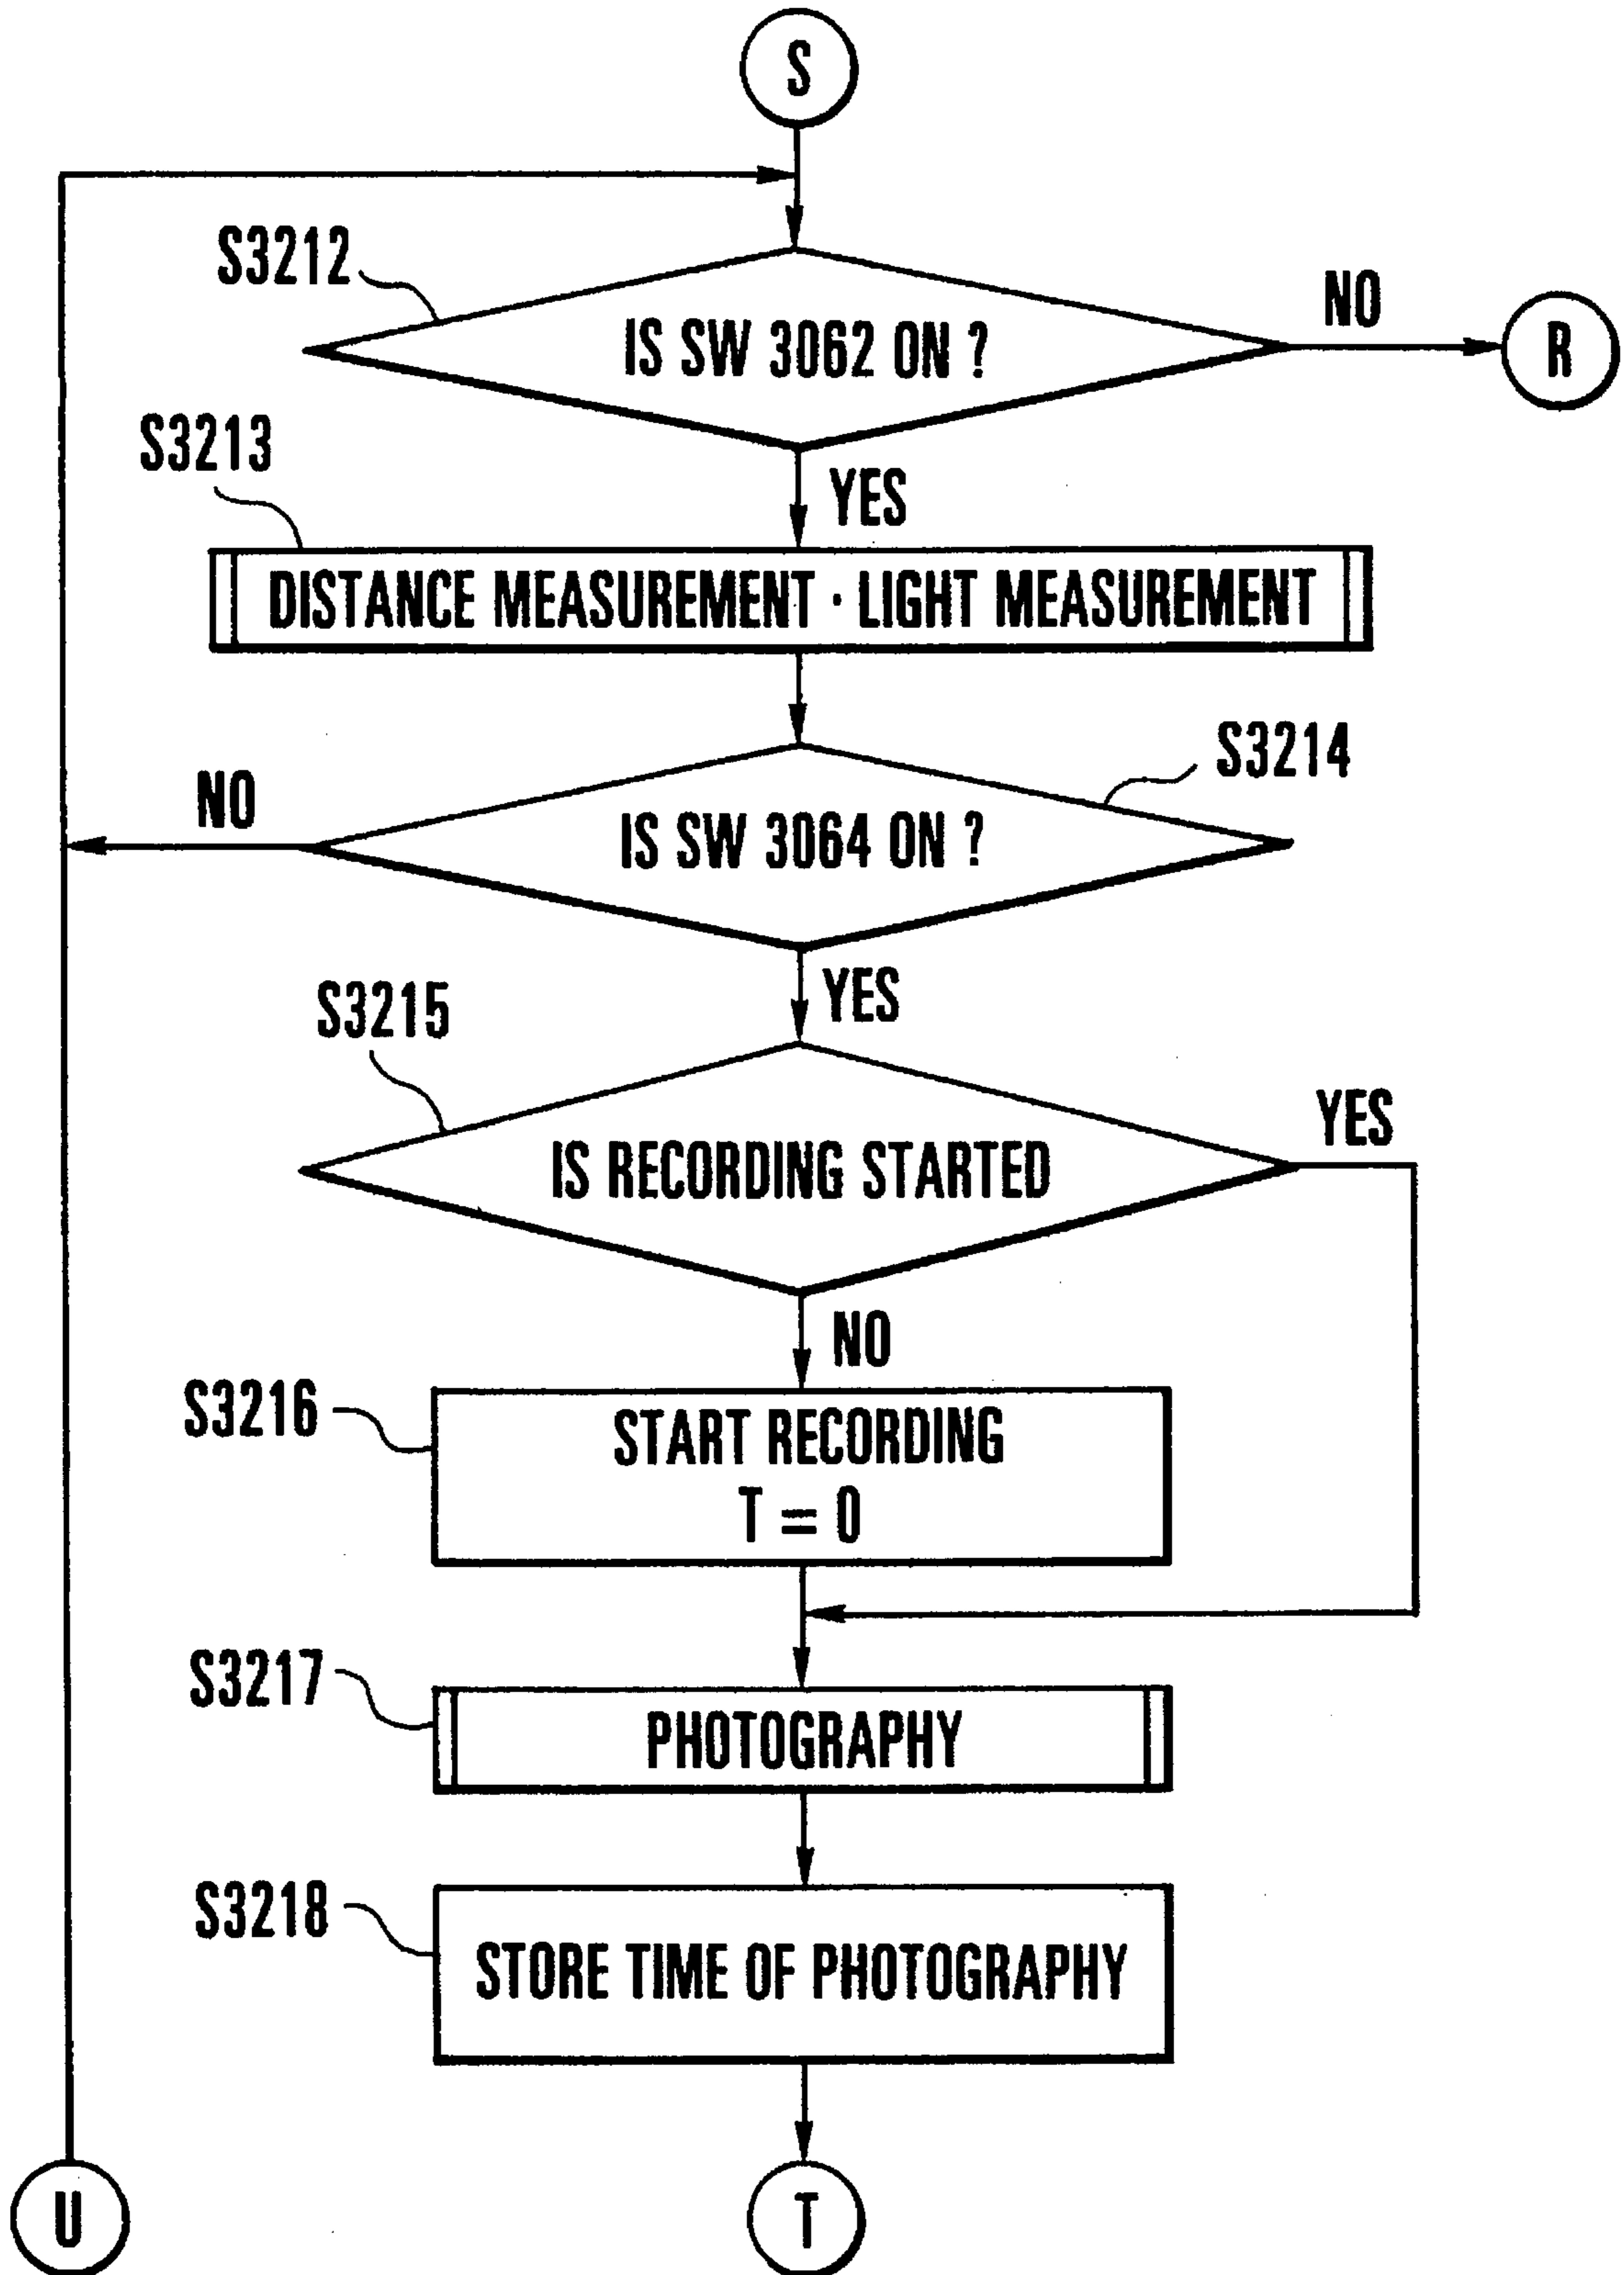 S
S3212
IS SW 3062 ON ?
NO
R
S3213
YES
DISTANCE MEASUREMENT · LIGHT MEASUREMENT
S3214
NO
IS SW 3064 ON ?
S3215
YES
IS RECORDING STARTED
YES
NO
S3216
START RECORDING
T = 0
S3217
PHOTOGRAPHY
S3218
STORE TIME OF PHOTOGRAPHY
U
T